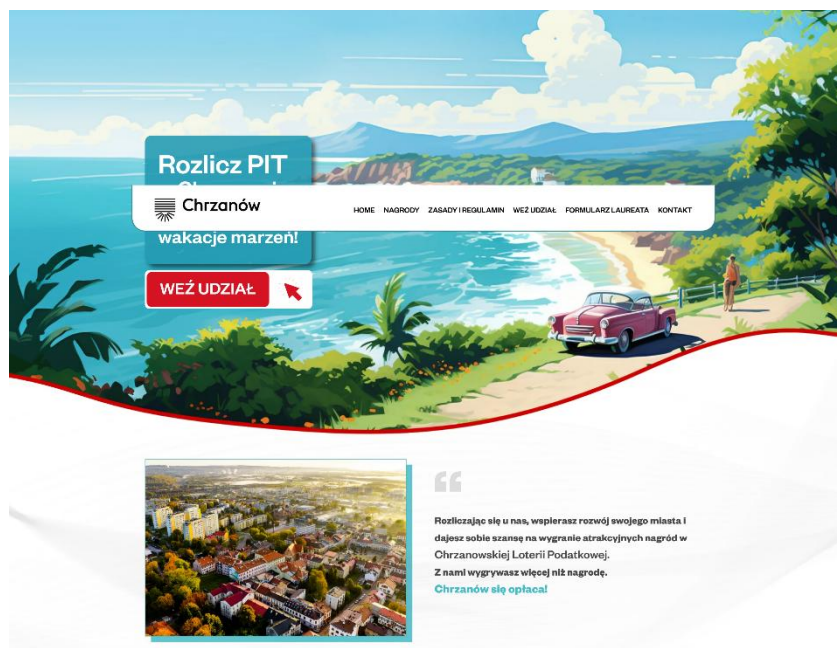 Rozlicz PIT
Chrzanów
HOME NAGRODY ZASADY I REGULAMIN WEŹ UDZIAŁ FORMULARZ LAUREATA KONTAKT
wakacje marzeń!
WEŹ UDZIAŁ
“
Rozliczając się u nas, wspierasz rozwój swojego miasta i
dajesz sobie szansę na wygranie atrakcyjnych nagród w
Chrzanowskiej Loterii Podatkowej.
Z nami wygrywasz więcej niż nagrodę.
Chrzanów się opłaca!